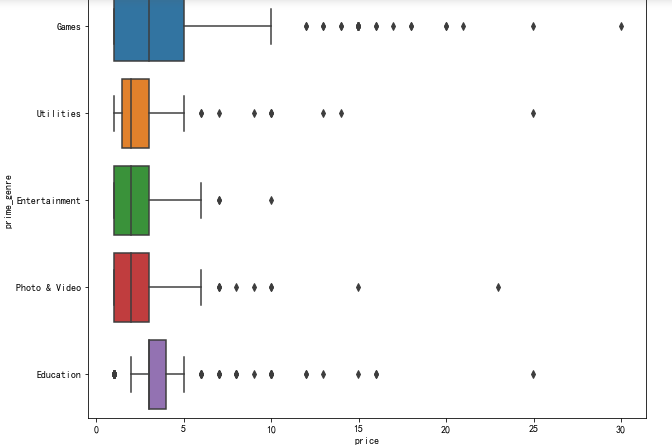 Games
Utilities
Entertainment
Photo & Video
Education
prime_genre
0 5 10 15 20 25 30
price